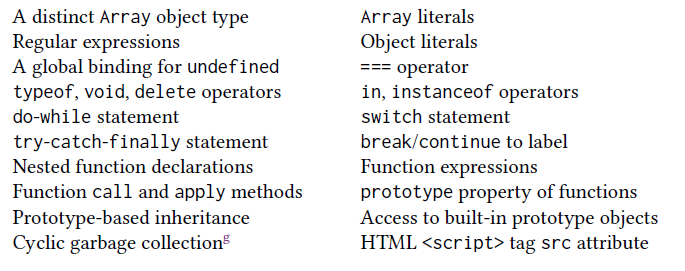 A distinct Array object type
Regular expressions
A global binding for undefined
typeof, void, delete operators
do-while statement
try-catch-finally statement
Nested function declarations
Function call and apply methods
Prototype-based inheritance
Cyclic garbage collectiong
Array literals
Object literals
=== operator
in, instanceof operators
switch statement
break/continue to label
Function expressions
prototype property of functions
Access to built-in prototype objects
HTML <script> tag src attribute